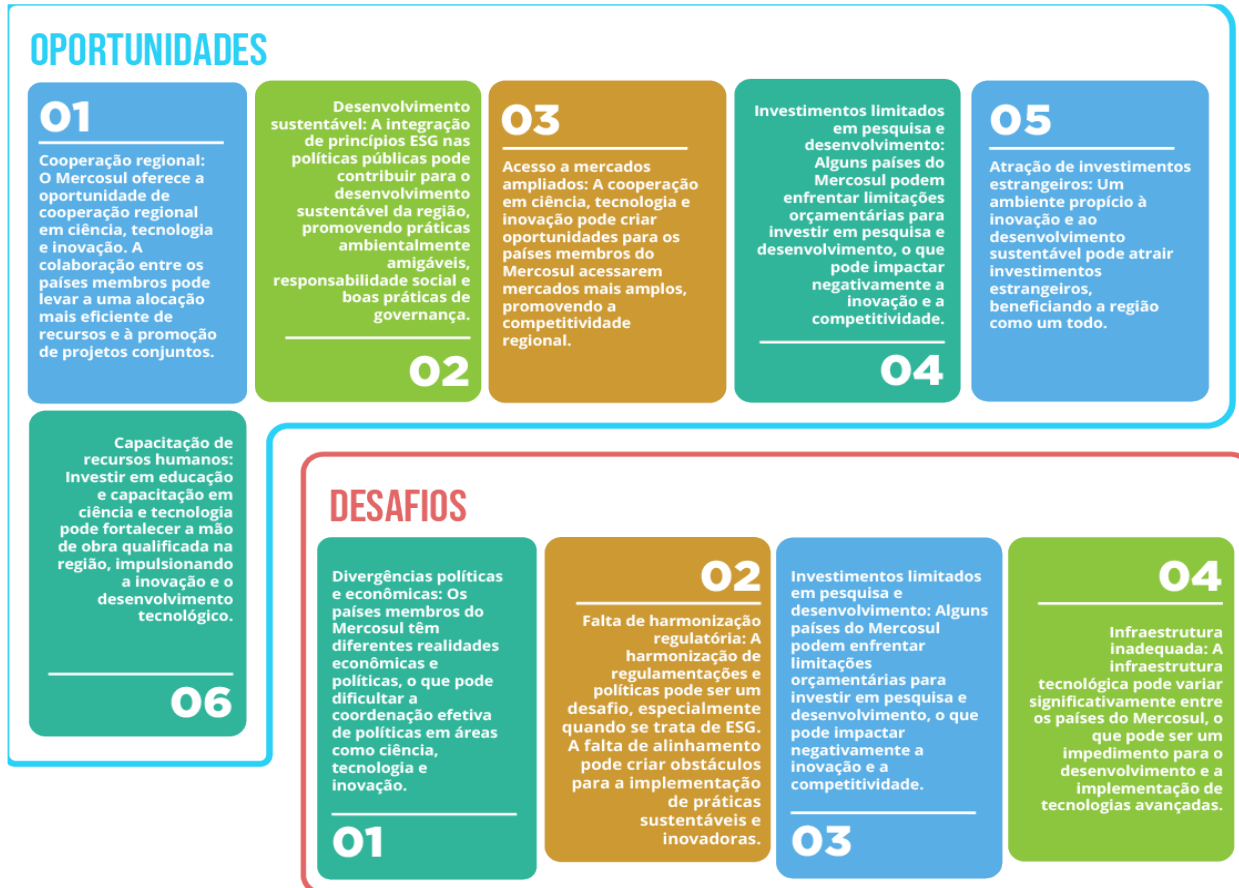 OPORTUNIDADES
01
Cooperação regional:
O Mercosul oferece a
oportunidade de
cooperação regional
em ciência, tecnologia
e inovação. A
colaboração entre os
países membros pode
levar a uma alocação
mais eficiente de
recursos e à promoção
de projetos conjuntos.
Desenvolvimento
sustentável: A integração
de princípios ESG nas
políticas públicas pode
contribuir para o
desenvolvimento
sustentável da região,
promovendo práticas
ambientalmente
amigáveis,
responsabilidade social e
boas práticas de
governança.
02
03
Acesso a mercados
ampliados: A cooperação
em ciência, tecnologia e
inovação pode criar
oportunidades para os
países membros do
Mercosul acessarem
mercados mais amplos,
promovendo a
competitividade
regional.
Investimentos limitados
em pesquisa e
desenvolvimento:
Alguns países do
Mercosul podem
enfrentar limitações
orçamentárias para
investir em pesquisa e
desenvolvimento, o que
pode impactar
negativamente a
inovação e a
competitividade.
04
05
Atração de investimentos
estrangeiros: Um
ambiente propício à
inovação e ao
desenvolvimento
sustentável pode atrair
investimentos
estrangeiros,
beneficiando a região
como um todo.
Capacitação de
recursos humanos:
Investir em educação
e capacitação em
ciência e tecnologia
pode fortalecer a mão
de obra qualificada na
região, impulsionando
a inovação e o
desenvolvimento
tecnológico.
06
DESAFIOS
Divergências políticas
e econômicas: Os
países membros do
Mercosul têm
diferentes realidades
econômicas e
políticas, o que pode
dificultar a
coordenação efetiva
de políticas em áreas
como ciência,
tecnologia e
inovação.
01
02
Falta de harmonização
regulatória: A
harmonização de
regulamentações e
políticas pode ser um
desafio, especialmente
quando se trata de ESG.
A falta de alinhamento
pode criar obstáculos
para a implementação
de práticas
sustentáveis e
inovadoras.
Investimentos limitados
em pesquisa e
desenvolvimento: Alguns
países do Mercosul
podem enfrentar
limitações
orçamentárias para
investir em pesquisa e
desenvolvimento, o que
pode impactar
negativamente a
inovação e a
competitividade.
03
04
Infraestrutura
inadequada: A
infraestrutura
tecnológica pode variar
significativamente entre
os países do Mercosul, o
que pode ser um
impedimento para o
desenvolvimento e a
implementação de
tecnologias avançadas.